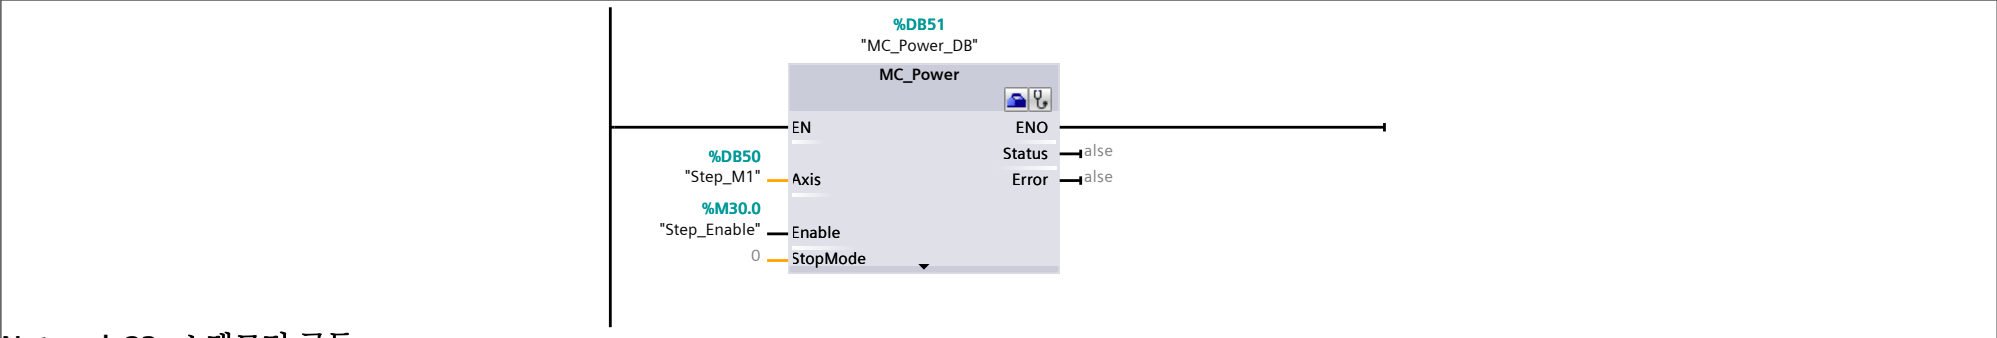 %DB51
"MC_Power_DB"
MC_Power
EN ENO
%DB50 Status alse
"Step_M1" Axis Error alse
%M30.0
"Step_Enable" Enable
0 StopMode